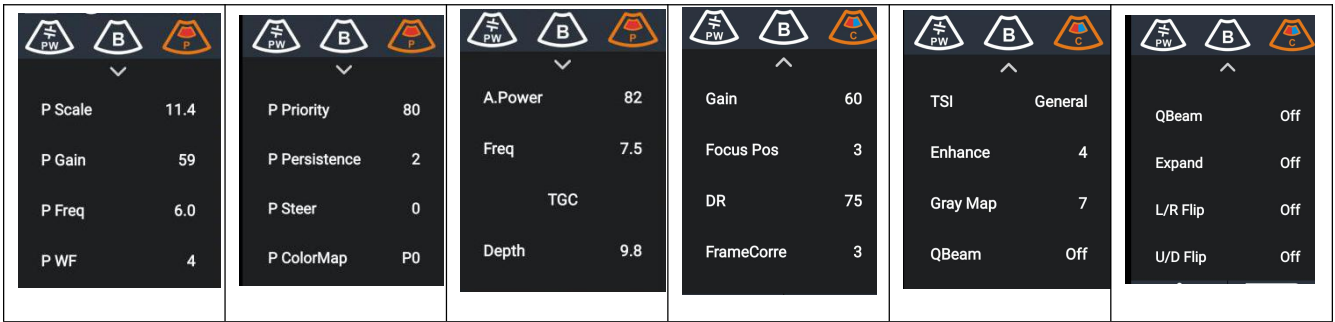 PW B P
P Scale 11.4
P Gain 59
P Freq 6.0
P WF 4
PW B P
P Priority 80
P Persistence 2
P Steer 0
P ColorMap P0
PW B P
A.Power 82
Freq 7.5
TGC
Depth 9.8
PW B C
Gain 60
Focus Pos 3
DR 75
FrameCorre 3
PW B C
TSI General
Enhance 4
Gray Map 7
QBeam Off
PW B C
QBeam Off
Expand Off
L/R Flip Off
U/D Flip Off